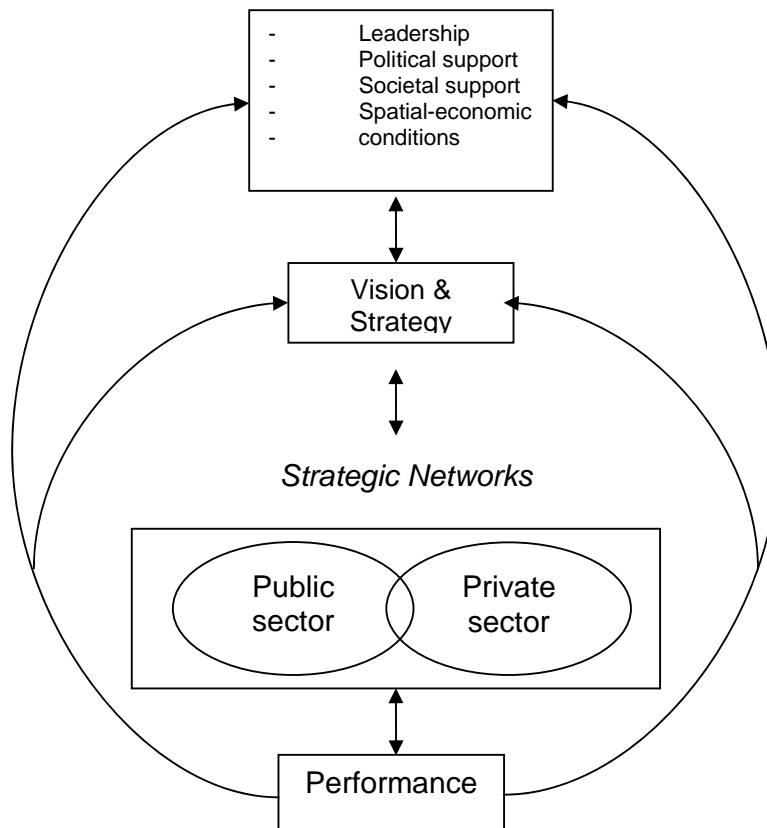 - Leadership
- Political support
- Societal support
- Spatial-economic
- conditions
Vision &
Strategy
Strategic Networks
Public
sector
Private
sector
Performance